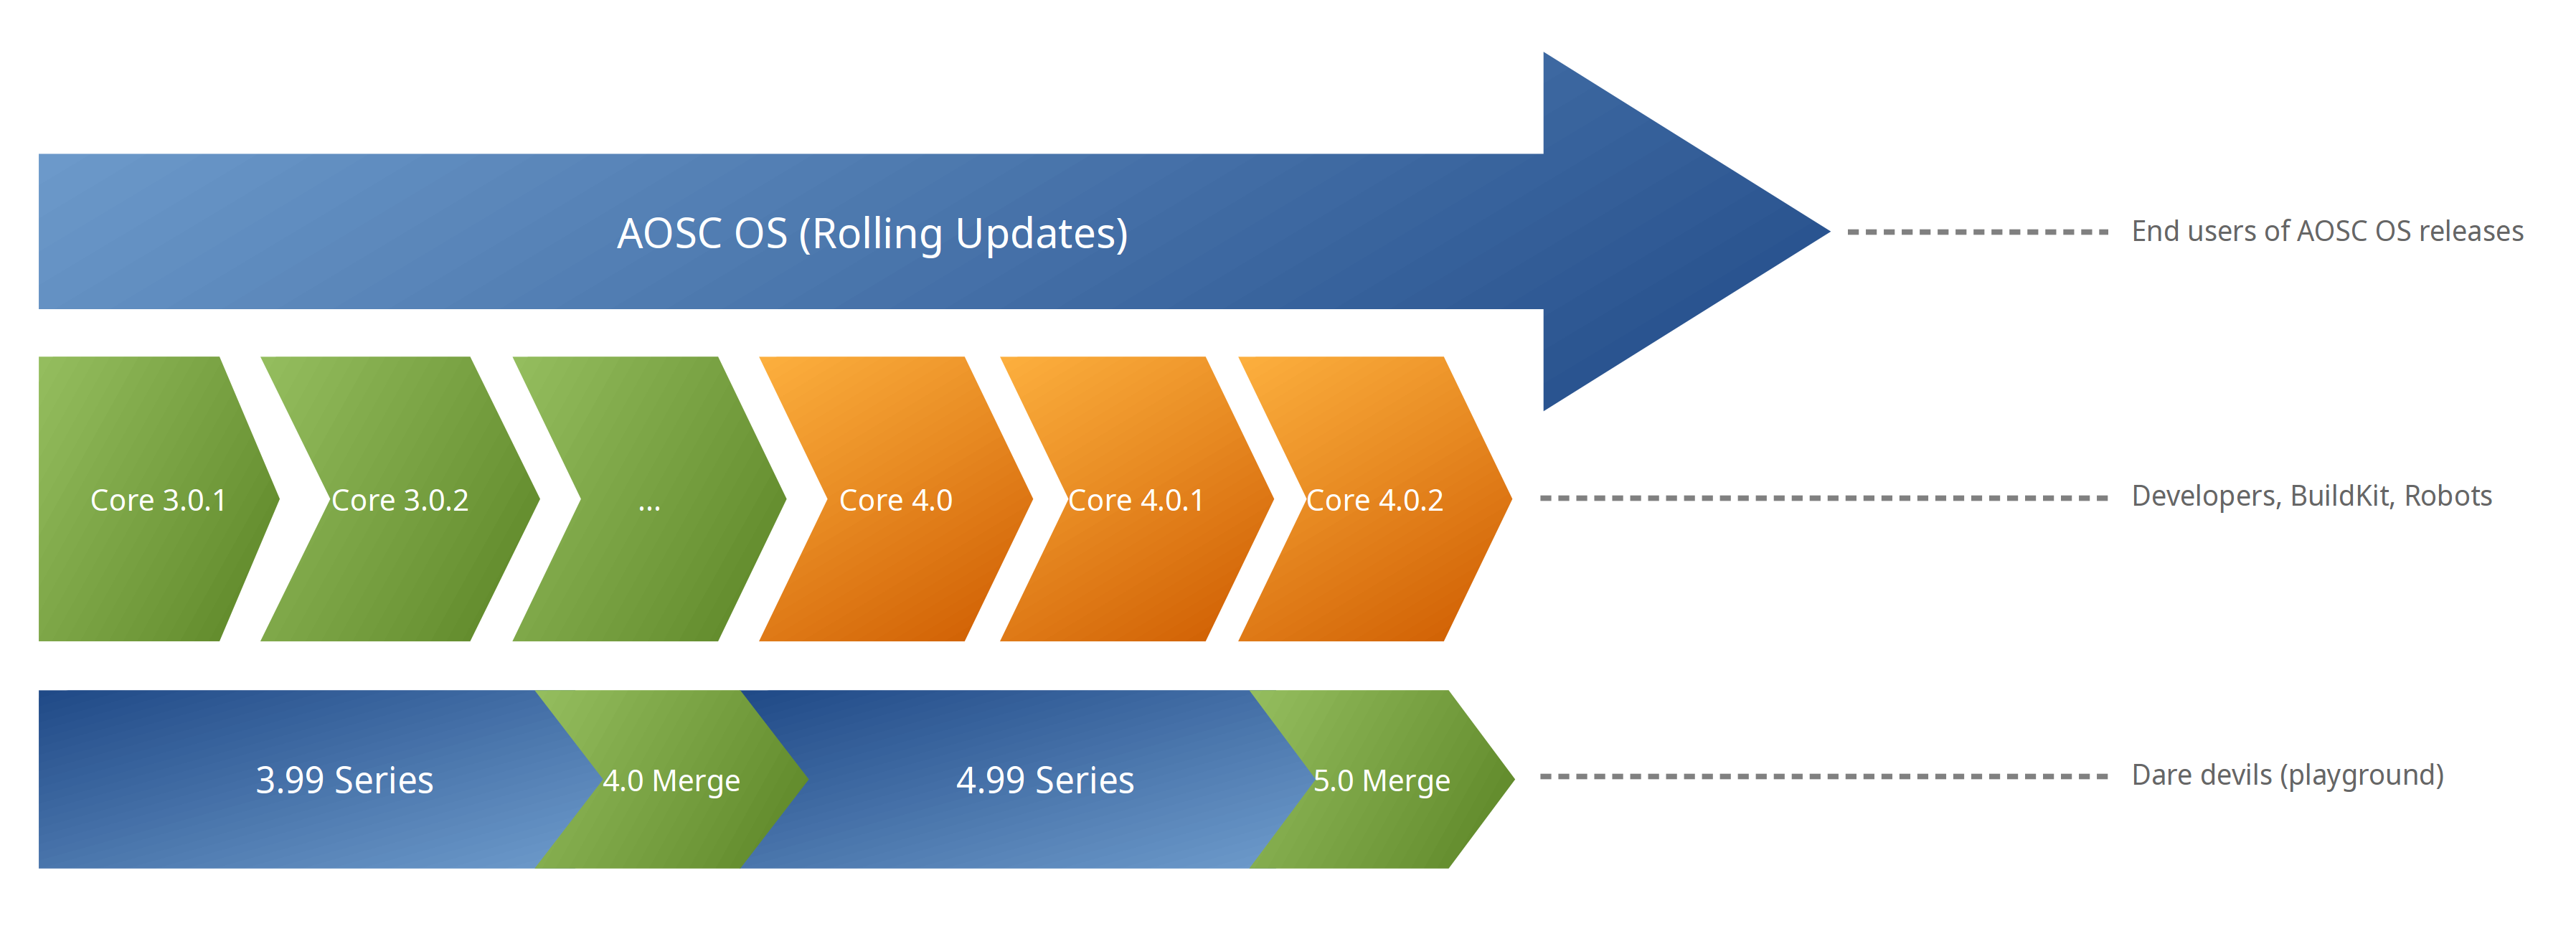 AOSC OS (Rolling Updates)
End users of AOSC OS releases
Core 3.0.1
Core 3.0.2
...
Core 4.0
Core 4.0.1
Core 4.0.2
Developers, BuildKit, Robots
3.99 Series
4.0 Merge
4.99 Series
5.0 Merge
Dare devils (playground)